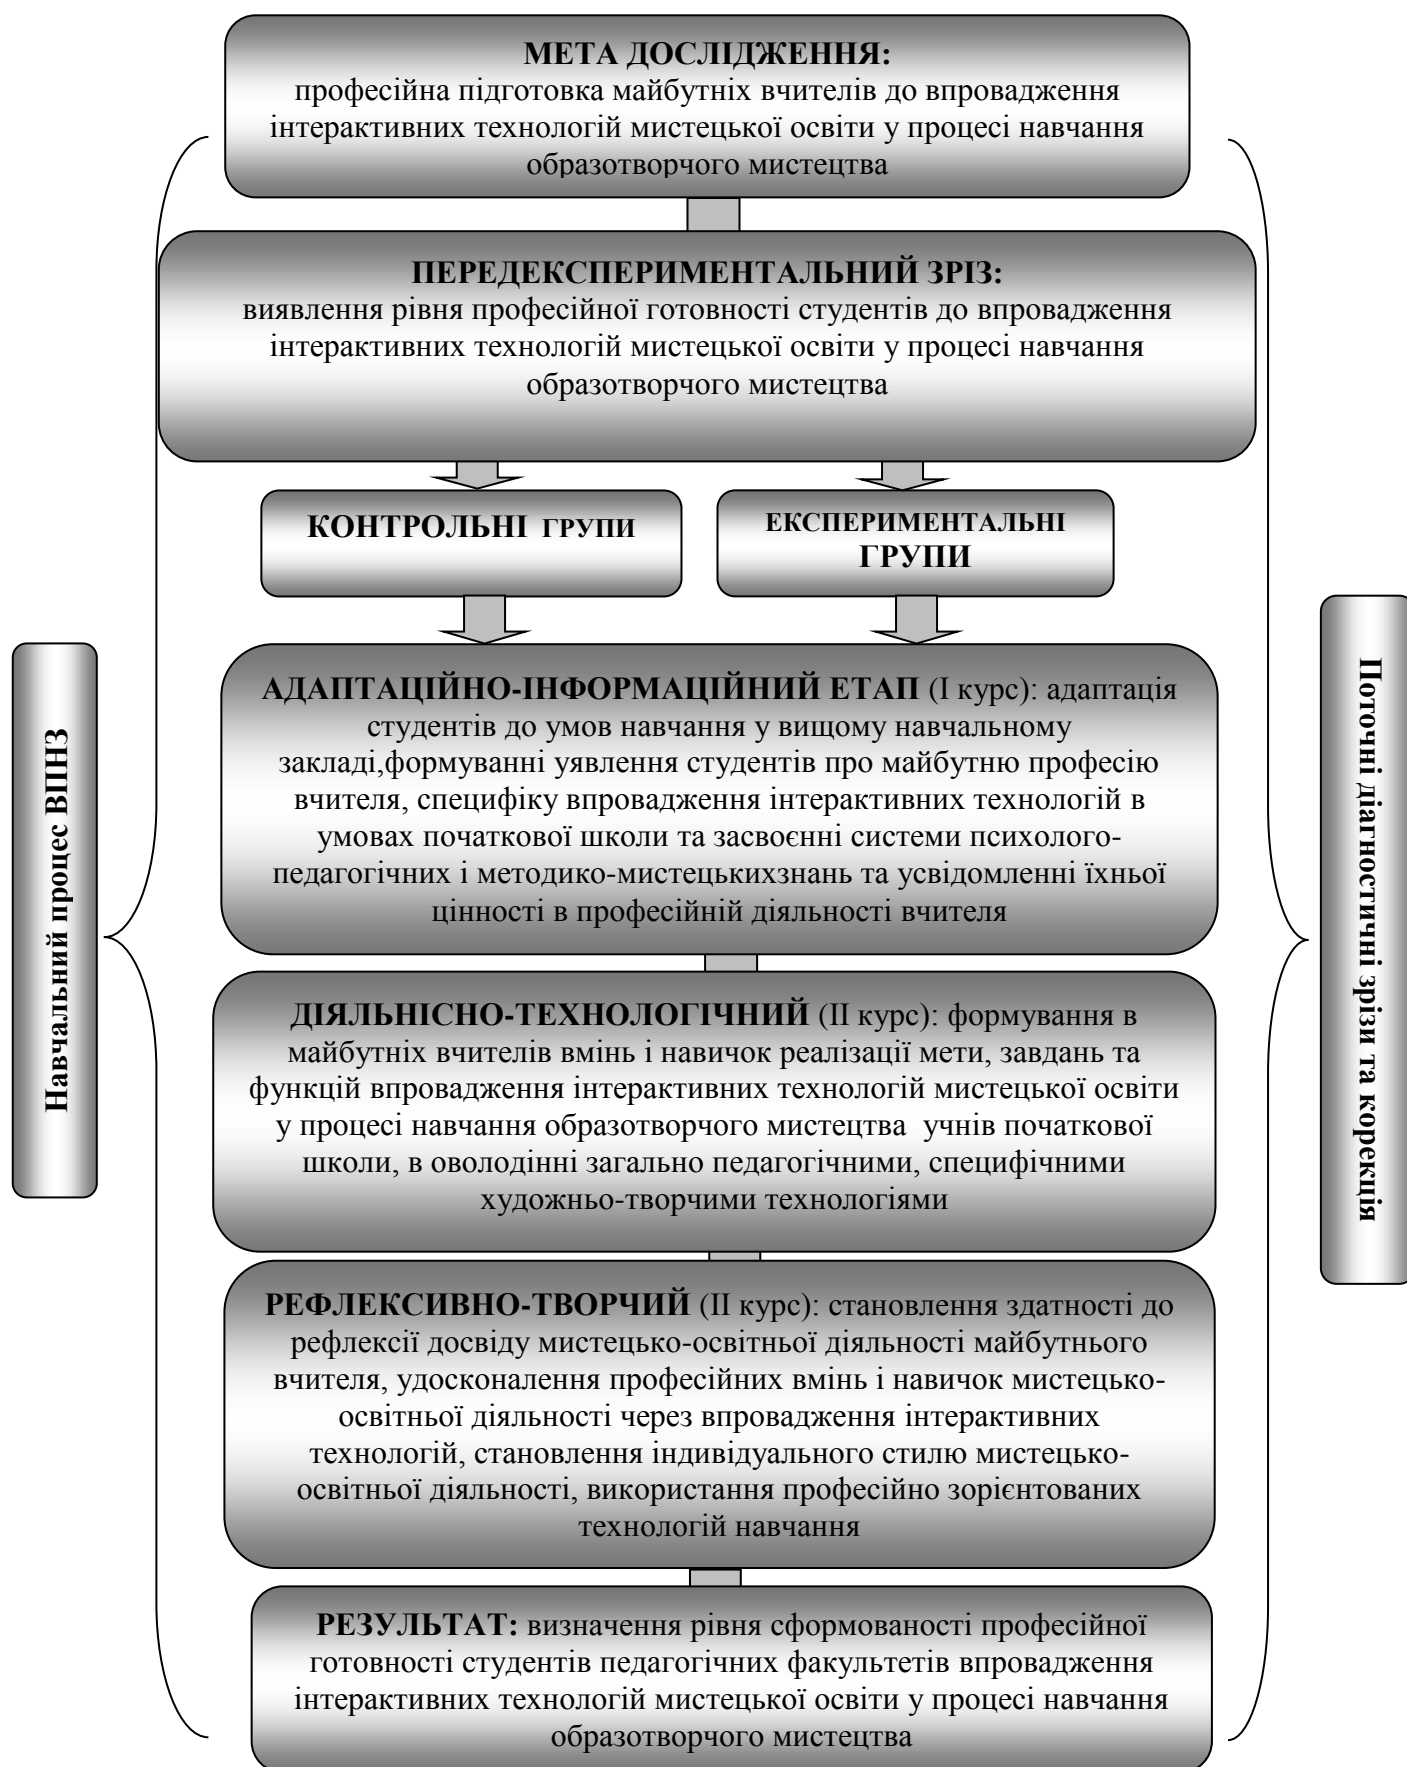 МЕТА ДОСЛІДЖЕННЯ:
професійна підготовка майбутніх вчителів до впровадження
інтерактивних технологій мистецької освіти у процесі навчання
образотворчого мистецтва
ПЕРЕДЕКСПЕРИМЕНТАЛЬНИЙ ЗРІЗ:
виявлення рівня професійної готовності студентів до впровадження
інтерактивних технологій мистецької освіти у процесі навчання
образотворчого мистецтва
КОНТРОЛЬНІ ГРУПИ
ЕКСПЕРИМЕНТАЛЬНІ
ГРУПИ
Навчальний процес ВПНЗ
АДАПТАЦІЙНО-ІНФОРМАЦІЙНИЙ ЕТАП (І курс): адаптація
студентів до умов навчання у вищому навчальному
закладі,формуванні уявлення студентів про майбутню професію
вчителя, специфіку впровадження інтерактивних технологій в
умовах початкової школи та засвоєнні системи психолого-
педагогічних і методико-мистецькихзнань та усвідомленні їхньої
цінності в професійній діяльності вчителя
ДІЯЛЬНІСНО-ТЕХНОЛОГІЧНИЙ (ІІ курс): формування в
майбутніх вчителів вмінь і навичок реалізації мети, завдань та
функцій впровадження інтерактивних технологій мистецької освіти
у процесі навчання образотворчого мистецтва учнів початкової
школи, в оволодінні загально педагогічними, специфічними
художньо-творчими технологіями
РЕФЛЕКСИВНО-ТВОРЧИЙ (ІІ курс): становлення здатності до
рефлексії досвіду мистецько-освітньої діяльності майбутнього
вчителя, удосконалення професійних вмінь і навичок мистецько-
освітньої діяльності через впровадження інтерактивних
технологій, становлення індивідуального стилю мистецько-
освітньої діяльності, використання професійно зорієнтованих
технологій навчання
РЕЗУЛЬТАТ: визначення рівня сформованості професійної
готовності студентів педагогічних факультетів впровадження
інтерактивних технологій мистецької освіти у процесі навчання
образотворчого мистецтва
Поточні діагностичні зрізи та корекція